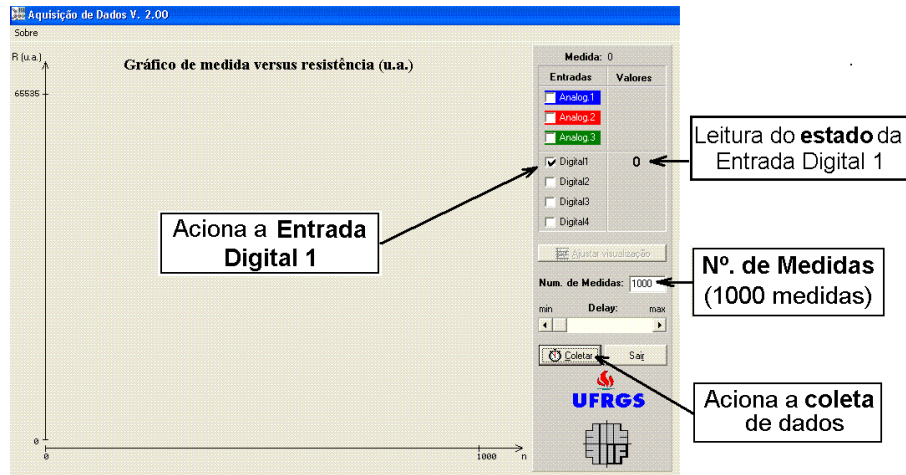 Aquisição de Dados V. 2.00
Sobre
R (u.a.)
Gráfico de medida versus resistência (u.a.)
65535
0
0
1000
n
Medida: 0
Entradas Valores
Analog.1
Analog.2
Analog.3
Digital1 0
Digital2
Digital3
Digital4
Ajustar visualização
Num. de Medidas: 1000
min Delay: max
Coletar Sair
UFRGS
IF
Aciona a Entrada
Digital 1
Leitura do estado da
Entrada Digital 1
Nº. de Medidas
(1000 medidas)
Aciona a coleta
de dados